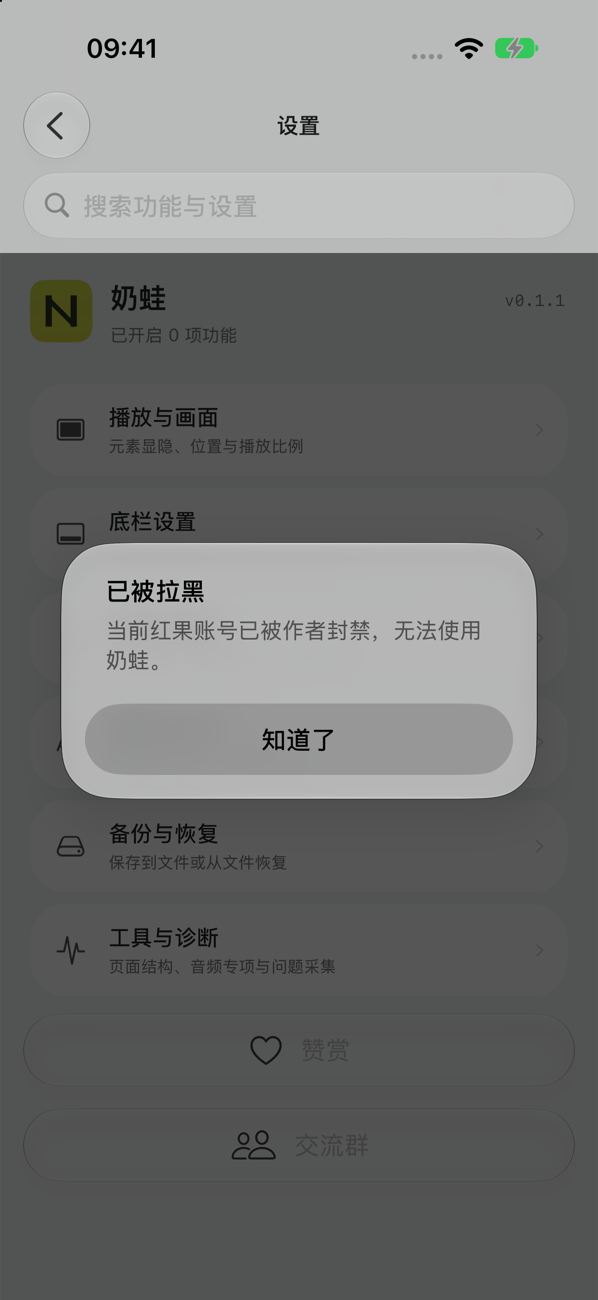 09:41
设置
搜索功能与设置
N
奶蛙
v0.1.1
已开启 0 项功能
播放与画面
元素显隐、位置与播放比例
底栏设置
已被拉黑
当前红果账号已被作者封禁，无法使用
奶蛙。
知道了
备份与恢复
保存到文件或从文件恢复
工具与诊断
页面结构、音频专项与问题采集
赞赏
交流群